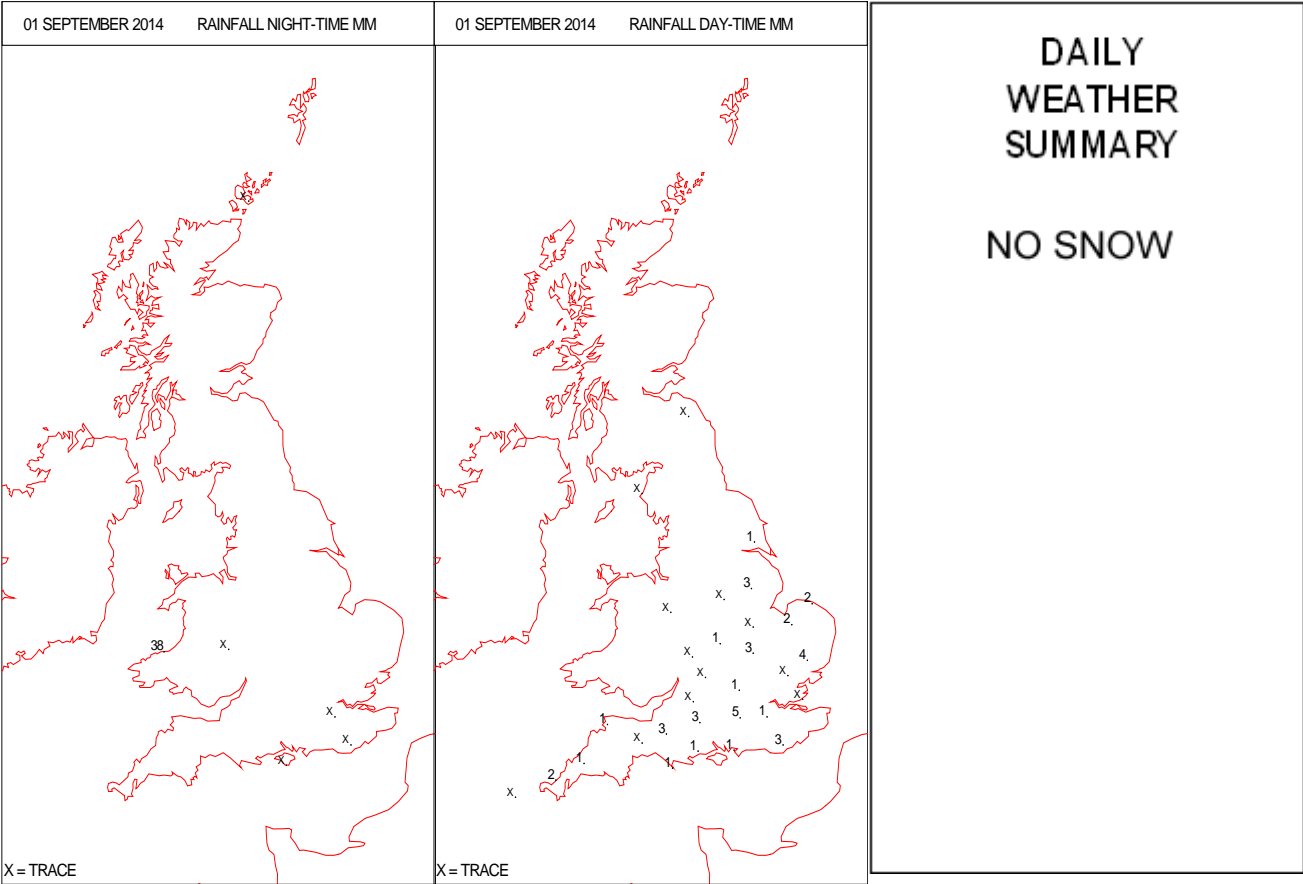 01 SEPTEMBER 2014 RAINFALL NIGHT-TIME MM
X
38.
X.
X.
X.
X
X = TRACE
01 SEPTEMBER 2014 RAINFALL DAY-TIME MM
X.
X
1.
3.
X.
2.
X.
2.
X.
1.
3.
X.
4.
X.
X.
1.
X
X.
1.
3.
5.
1.
3.
X.
1.
1.
3.
1.
1.
2.
X.
X = TRACE
DAILY
WEATHER
SUMMARY
NO SNOW